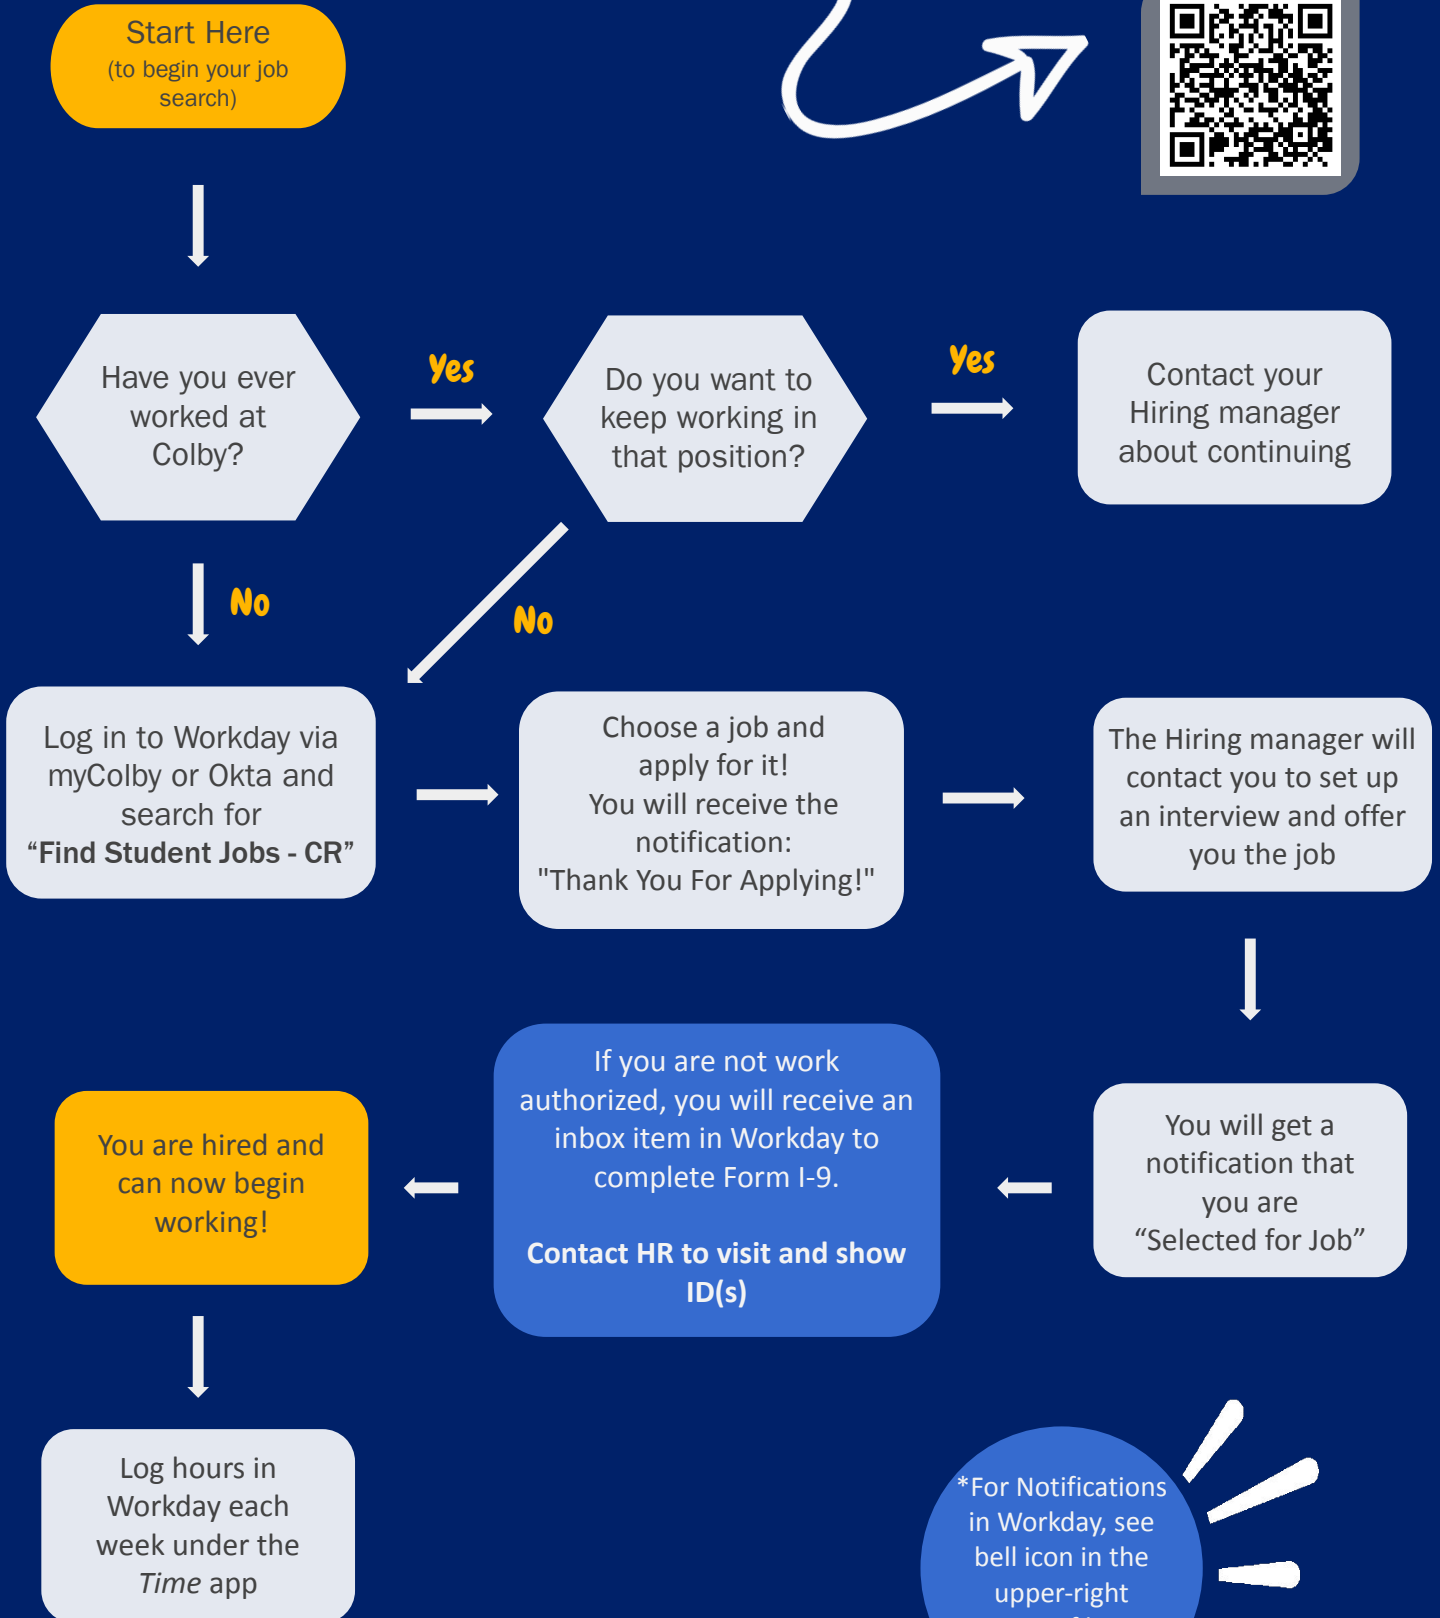 Start Here
(to begin your job
search)
Have you ever
worked at
Colby?
Yes
Do you want to
keep working in
that position?
Yes
Contact your
Hiring manager
about continuing
No
No
Log in to Workday via
myColby or Okta and
search for
“Find Student Jobs - CR”
Choose a job and
apply for it!
You will receive the
notification:
"Thank You For Applying!"
The Hiring manager will
contact you to set up
an interview and offer
you the job
You will get a
notification that
you are
“Selected for Job”
If you are not work
authorized, you will receive an
inbox item in Workday to
complete Form I-9.
Contact HR to visit and show
ID(s)
You are hired and
can now begin
working!
Log hours in
Workday each
week under the
Time app
*For Notifications
in Workday, see
bell icon in the
upper-right